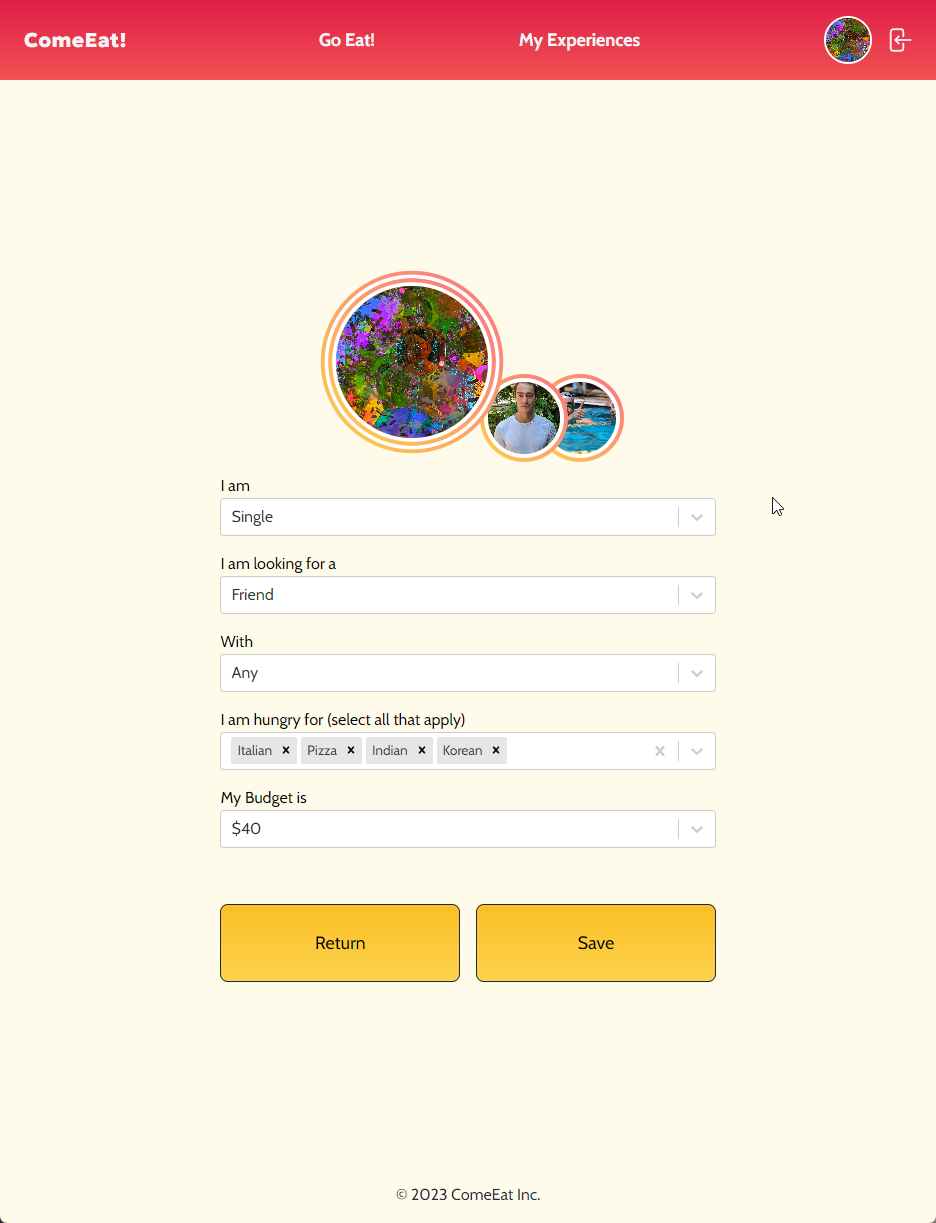 ComeEat!
Go Eat!
My Experiences
I am
Single
I am looking for a
Friend
With
Any
I am hungry for (select all that apply)
Italian × Pizza × Indian × Korean ×
My Budget is
$40
Return
Save
© 2023 ComeEat Inc.